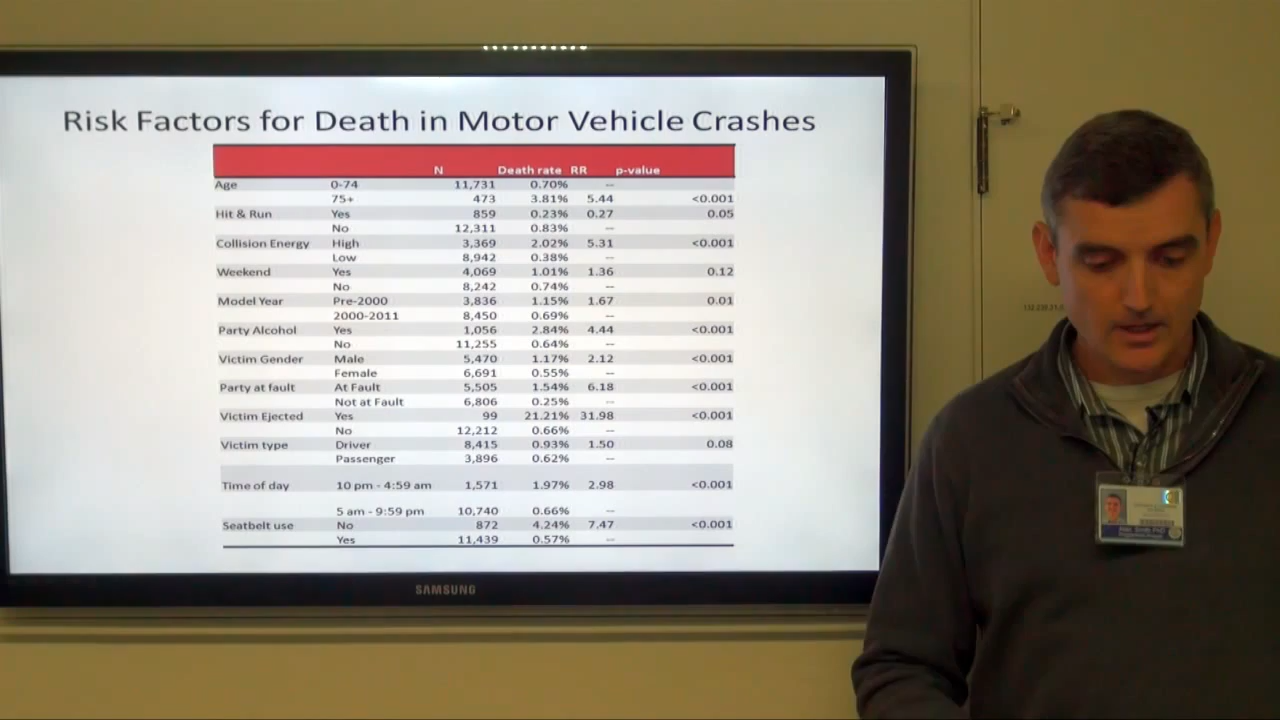 Risk Factors for Death in Motor Vehicle Crashes
N Death rate RR p-value
Age 0-74 11,731 0.70% --
75+ 473 3.81% 5.44 <0.001
Hit & Run Yes 859 0.23% 0.27 0.05
No 12,311 0.83% --
Collision Energy High 3,369 2.02% 5.31 <0.001
Low 8,942 0.38% --
Weekend Yes 4,069 1.01% 1.36 0.12
No 8,242 0.74% --
Model Year Pre-2000 3,836 1.15% 1.67 0.01
2000-2011 8,450 0.69% --
Party Alcohol Yes 1,056 2.84% 4.44 <0.001
No 11,255 0.64% --
Victim Gender Male 5,470 1.17% 2.12 <0.001
Female 6,691 0.55% --
Party at fault At Fault 5,505 1.54% 6.18 <0.001
Not at Fault 6,806 0.25% --
Victim Ejected Yes 99 21.21% 31.98 <0.001
No 12,212 0.66% --
Victim type Driver 8,415 0.93% 1.50 0.08
Passenger 3,896 0.62% --
Time of day 10 pm - 4:59 am 1,571 1.97% 2.98 <0.001
5 am - 9:59 pm 10,740 0.66% --
Seatbelt use No 872 4.24% 7.47 <0.001
Yes 11,439 0.57% --
SAMSUNG